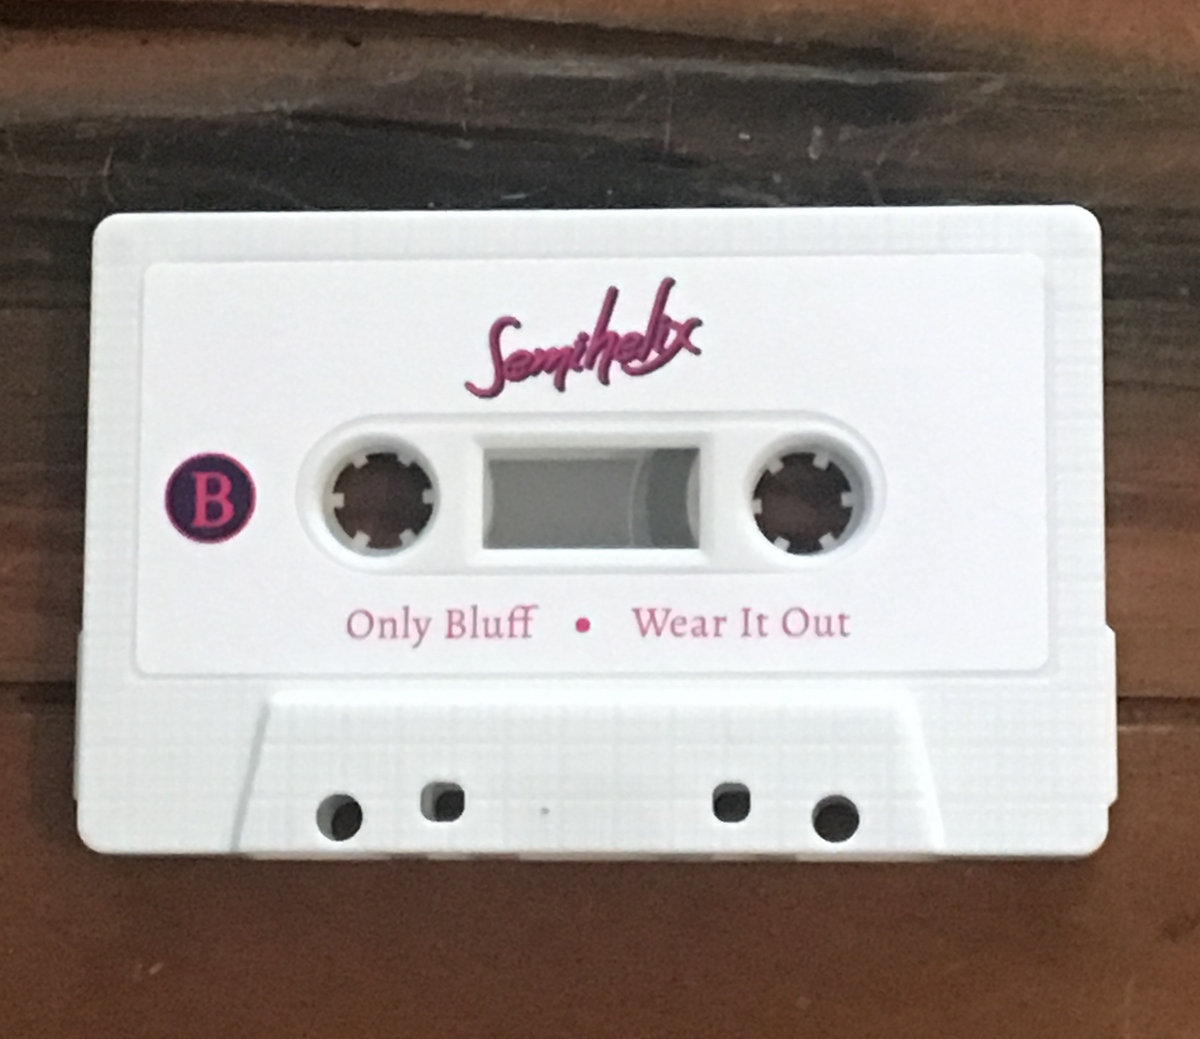 Semihelix
B
Only Bluff • Wear It Out